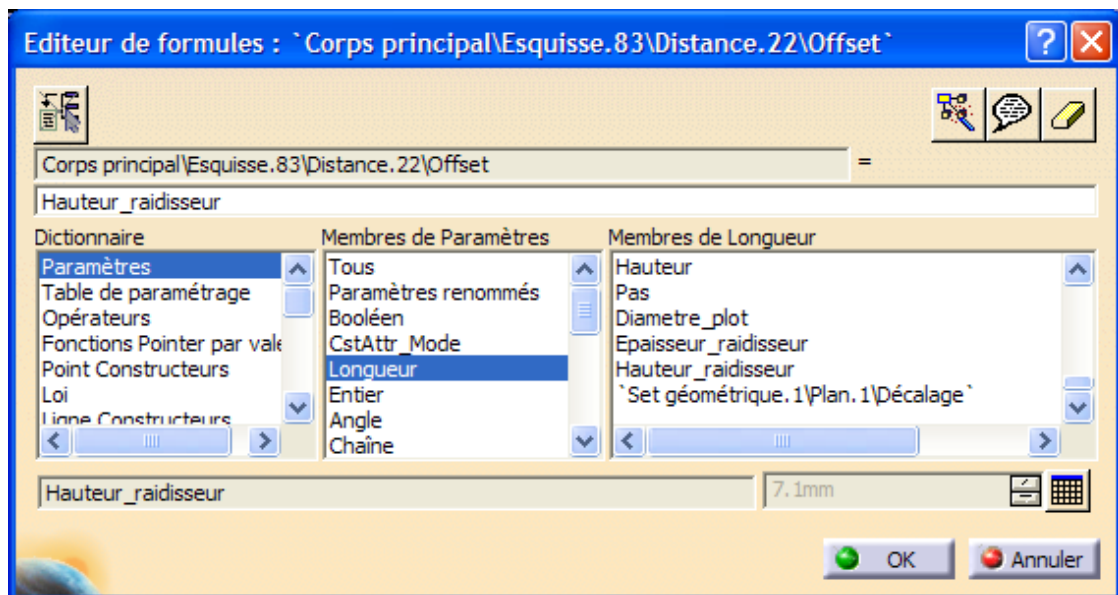 Editeur de formules : `Corps principal\Esquisse.83\Distance.22\Offset`
Corps principal\Esquisse.83\Distance.22\Offset =
Hauteur_raidisseur
Dictionnaire
Paramètres
Table de paramétrage
Opérateurs
Fonctions Pointer par vale
Point Constructeurs
Loi
Ligne Constructeurs
Membres de Paramètres
Tous
Paramètres renommés
Booléen
CstAttr_Mode
Longueur
Entier
Angle
Chaîne
Membres de Longueur
Hauteur
Pas
Diametre_plot
Epaisseur_raidisseur
Hauteur_raidisseur
`Set géométrique.1\Plan.1\Décalage`
Hauteur_raidisseur 7.1mm
OK Annuler